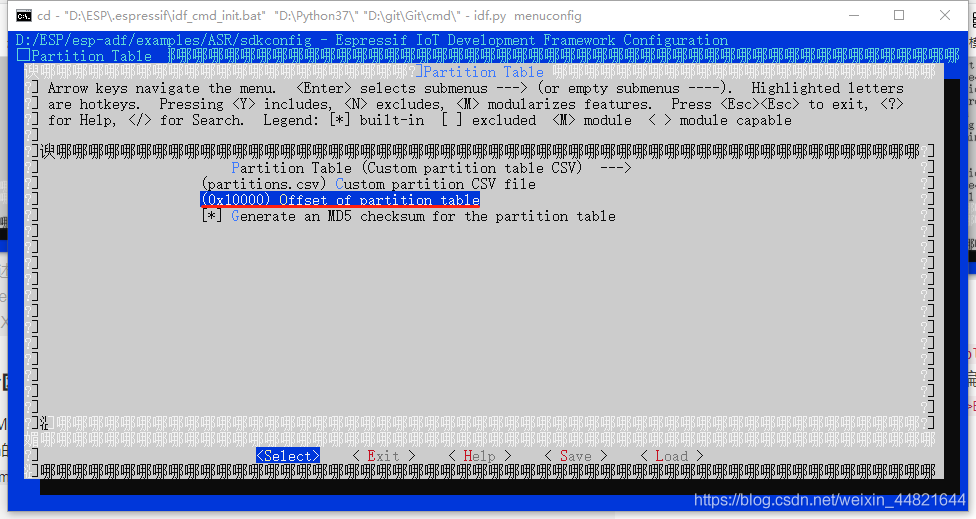 cd - "D:\ESP\.espressif\idf_cmd_init.bat"  "D:\Python37\" "D:\git\Git\cmd\" - idf.py  menuconfig
D:/ESP/esp-adf/examples/ASR/sdkconfig - Espressif IoT Development Framework Configuration
Partition Table
Partition Table
Arrow keys navigate the menu.  <Enter> selects submenus ---> (or empty submenus ----).  Highlighted letters
are hotkeys.  Pressing <Y> includes, <N> excludes, <M> modularizes features.  Press <Esc><Esc> to exit, <?>
for Help, </> for Search.  Legend: [*] built-in  [ ] excluded  <M> module  < > module capable
Partition Table (Custom partition table CSV)  --->
(partitions.csv) Custom partition CSV file
(0x10000) Offset of partition table
[*] Generate an MD5 checksum for the partition table
<Select>    < Exit >    < Help >    < Save >    < Load >
https://blog.csdn.net/weixin_44821644